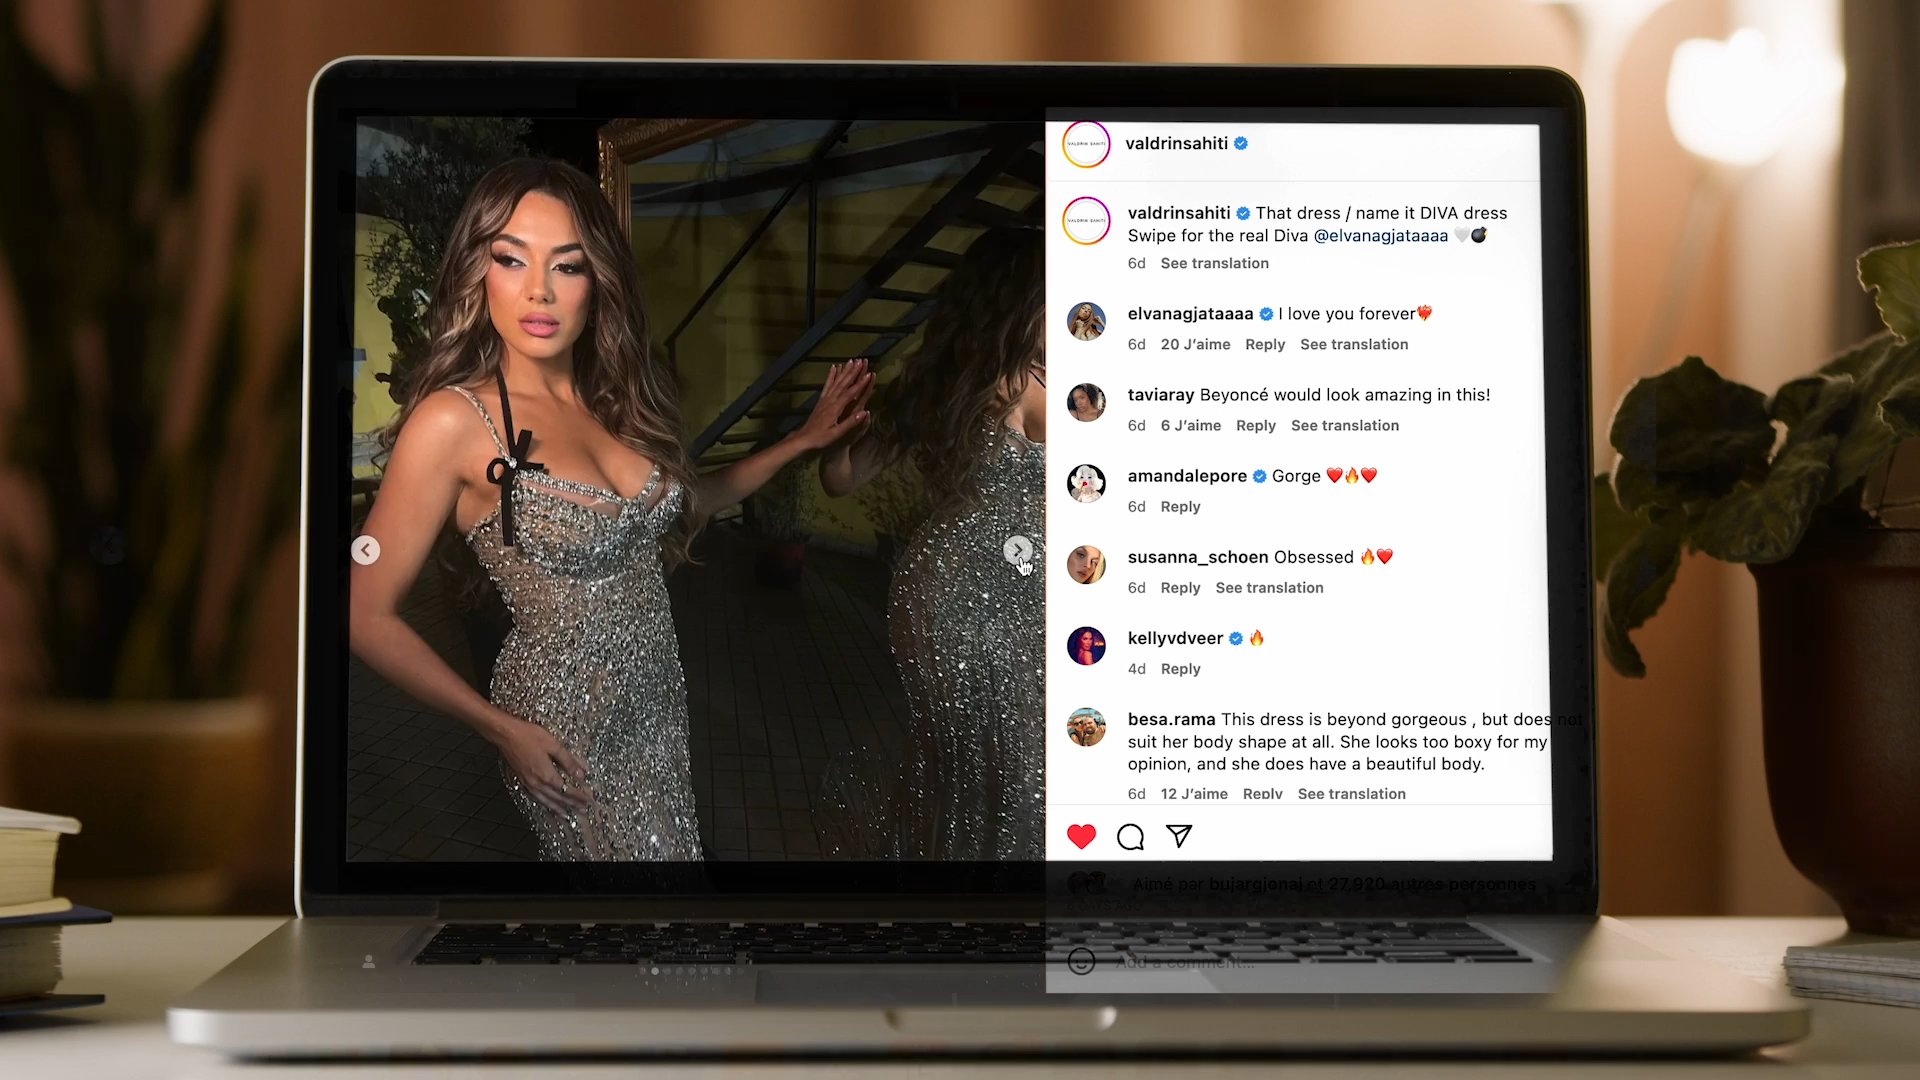 VALDRIN SAHITI
valdrinsahiti
VALDRIN SAHITI
valdrinsahiti That dress / name it DIVA dress
Swipe for the real Diva @elvanagjataaaa 🤍💣
6d See translation
elvanagjataaaa I love you forever❤️‍🔥
6d 20 J'aime Reply See translation
taviaray Beyoncé would look amazing in this!
6d 6 J'aime Reply See translation
amandalepore Gorge ❤️🔥❤️
6d Reply
susanna_schoen Obsessed 🔥❤️
6d Reply See translation
kellyvdveer 🔥
4d Reply
besa.rama This dress is beyond gorgeous , but does not
suit her body shape at all. She looks too boxy for my
opinion, and she does have a beautiful body.
6d 12 J'aime Reply See translation
Aimé par bujargjonaj et 27,920 autres personnes
Add a comment...